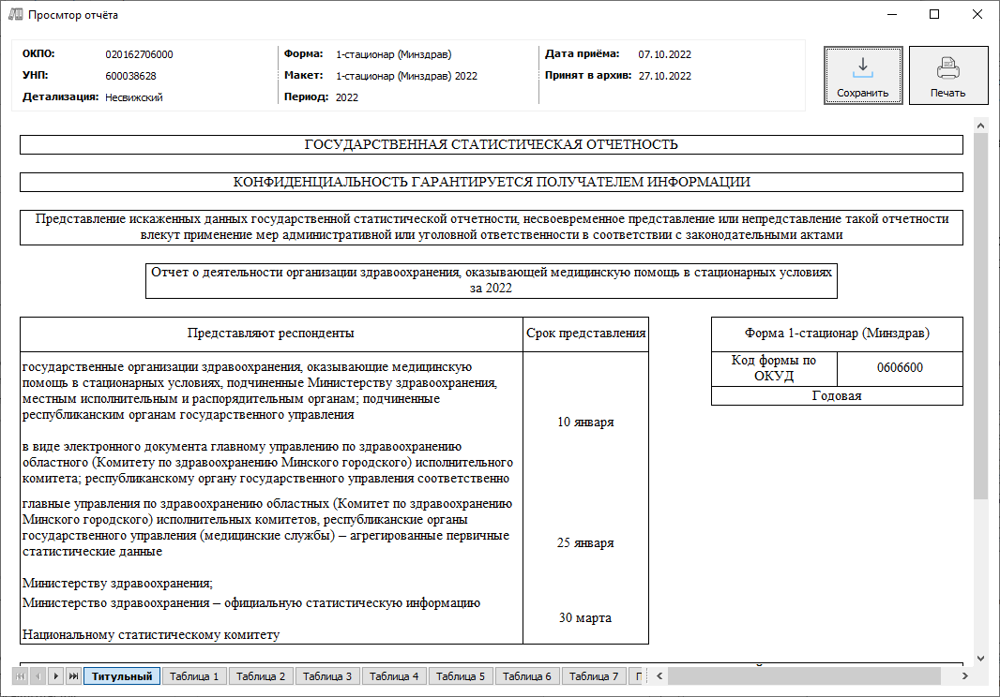 Просмтор отчёта
ОКПО: 020162706000
УНП: 600038628
Детализация: Несвижский
Форма: 1-стационар (Минздрав)
Макет: 1-стационар (Минздрав) 2022
Период: 2022
Дата приёма: 07.10.2022
Принят в архив: 27.10.2022
Сохранить
Печать
ГОСУДАРСТВЕННАЯ СТАТИСТИЧЕСКАЯ ОТЧЕТНОСТЬ
КОНФИДЕНЦИАЛЬНОСТЬ ГАРАНТИРУЕТСЯ ПОЛУЧАТЕЛЕМ ИНФОРМАЦИИ
Представление искаженных данных государственной статистической отчетности, несвоевременное представление или непредставление такой отчетности
влекут применение мер административной или уголовной ответственности в соответствии с законодательными актами
Отчет о деятельности организации здравоохранения, оказывающей медицинскую помощь в стационарных условиях
за 2022
Представляют респонденты
Срок представления
государственные организации здравоохранения, оказывающие медицинскую
помощь в стационарных условиях, подчиненные Министерству здравоохранения,
местным исполнительным и распорядительным органам; подчиненные
республиканским органам государственного управления
в виде электронного документа главному управлению по здравоохранению
областного (Комитету по здравоохранению Минского городского) исполнительного
комитета; республиканскому органу государственного управления соответственно
10 января
главные управления по здравоохранению областных (Комитет по здравоохранению
Минского городского) исполнительных комитетов, республиканские органы
государственного управления (медицинские службы) – агрегированные первичные
статистические данные
Министерству здравоохранения;
25 января
Министерство здравоохранения – официальную статистическую информацию
Национальному статистическому комитету
30 марта
Форма 1-стационар (Минздрав)
Код формы по
ОКУД
0606600
Годовая
Титульный
Таблица 1
Таблица 2
Таблица 3
Таблица 4
Таблица 5
Таблица 6
Таблица 7